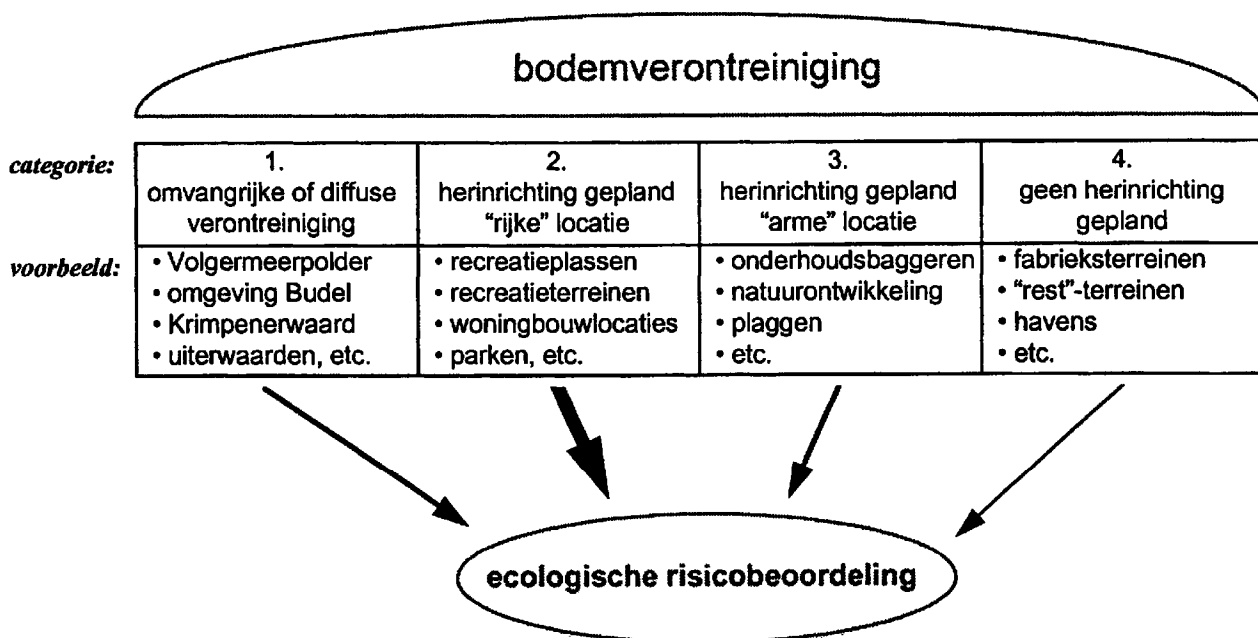 bodemverontreiniging
categorie:
1.
omvangrijke of diffuse
verontreiniging
2.
herinrichting gepland
“rijke” locatie
3.
herinrichting gepland
“arme” locatie
4.
geen herinrichting
gepland
voorbeeld:
• Volgermeerpolder
• omgeving Budel
• Krimpenerwaard
• uiterwaarden, etc.
• recreatieplassen
• recreatieterreinen
• woningbouwlocaties
• parken, etc.
• onderhoudsbaggeren
• natuurontwikkeling
• plaggen
• etc.
• fabrieksterreinen
• “rest”-terreinen
• havens
• etc.
ecologische risicobeoordeling